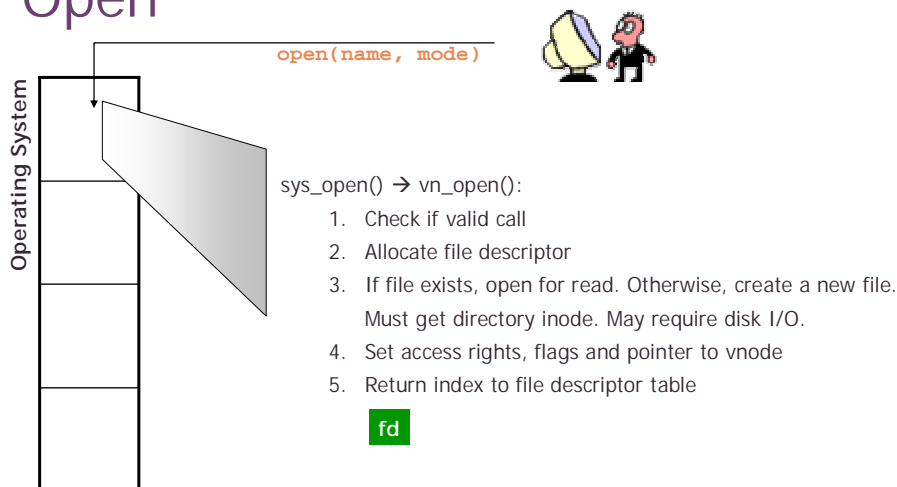 Open
open(name, mode)
Operating System
sys_open() → vn_open():
1. Check if valid call
2. Allocate file descriptor
3. If file exists, open for read. Otherwise, create a new file.
Must get directory inode. May require disk I/O.
4. Set access rights, flags and pointer to vnode
5. Return index to file descriptor table
fd